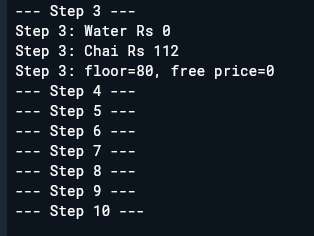 --- Step 3 ---
Step 3: Water Rs 0
Step 3: Chai Rs 112
Step 3: floor=80, free price=0
--- Step 4 ---
--- Step 5 ---
--- Step 6 ---
--- Step 7 ---
--- Step 8 ---
--- Step 9 ---
--- Step 10 ---